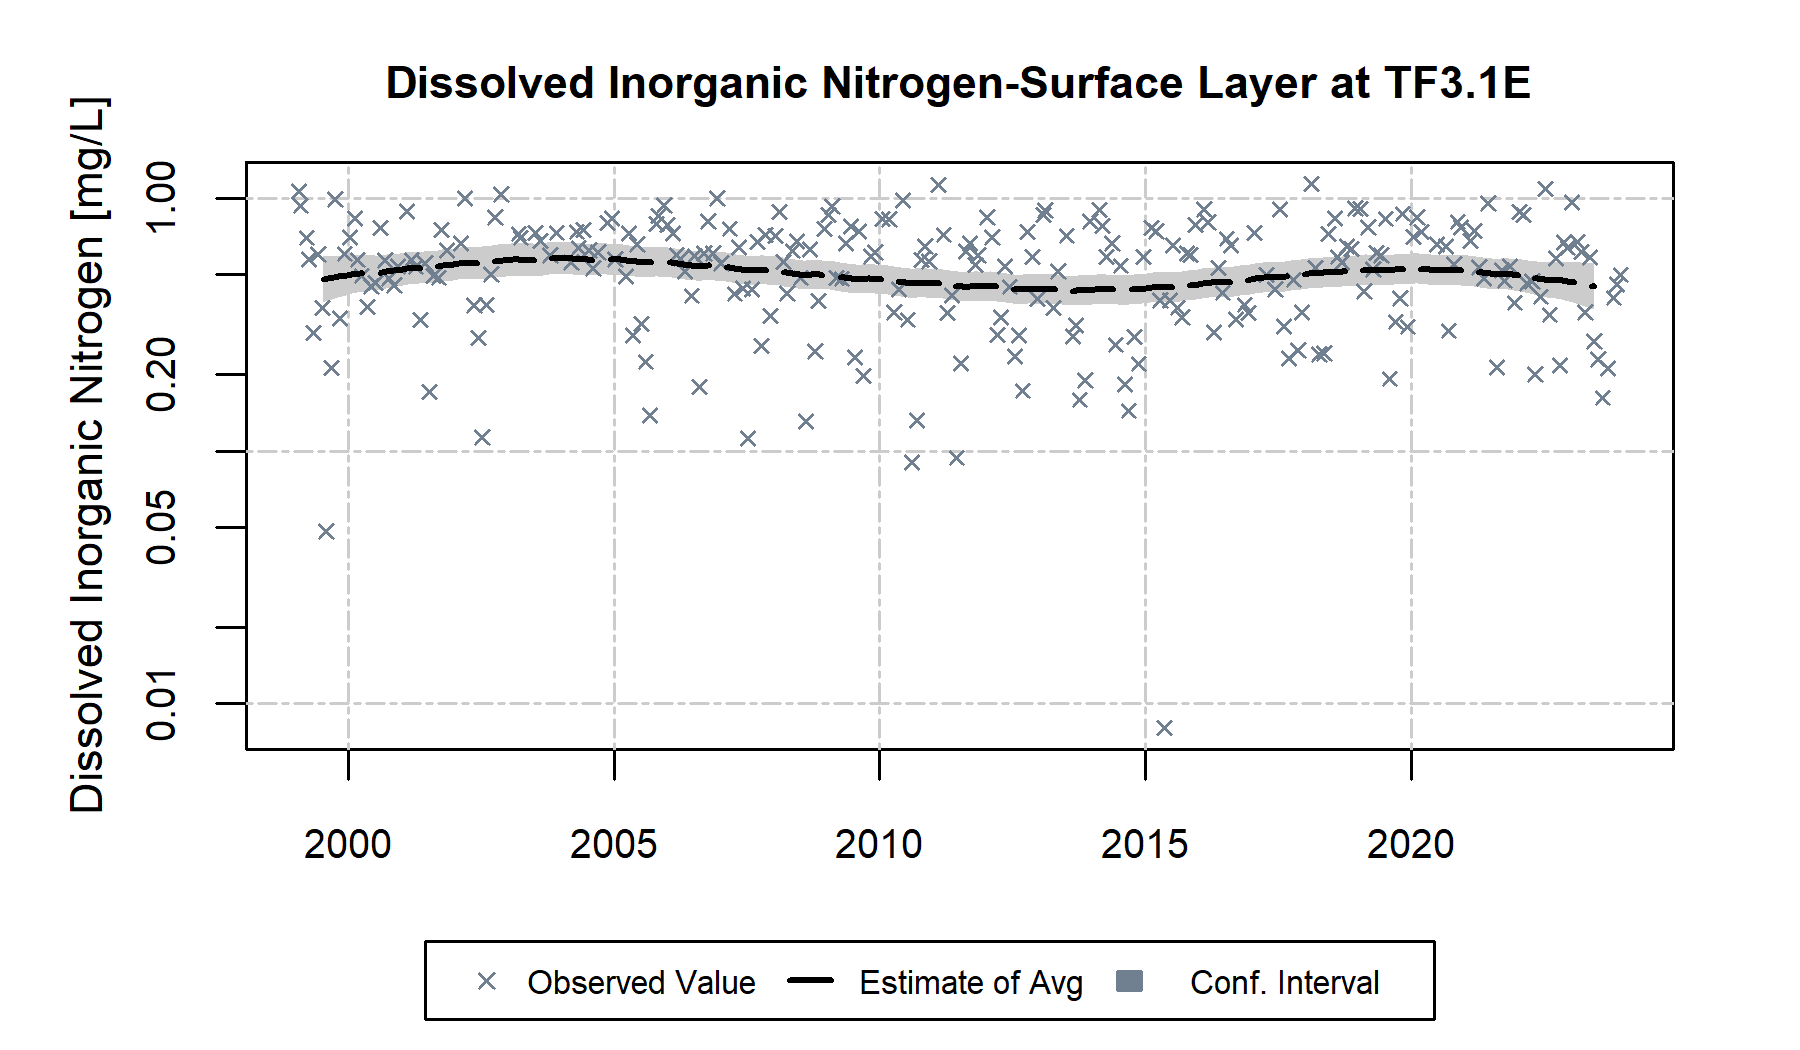 Dissolved Inorganic Nitrogen-Surface Layer at TF3.1E
Dissolved Inorganic Nitrogen [mg/L]
1.00
0.20
0.05
0.01
2000 2005 2010 2015 2020
Observed Value Estimate of Avg Conf. Interval